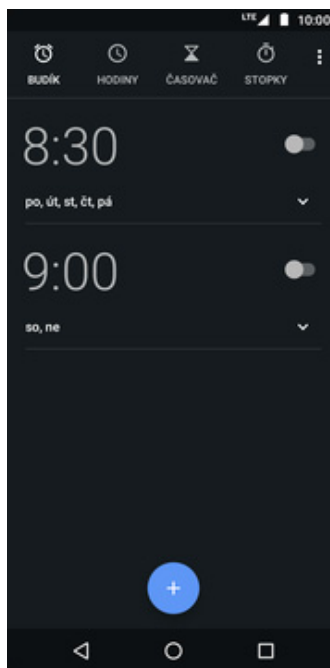 LTE 10:00
BUDÍK HODINY ČASOVAČ STOPKY
8:30
po, út, st, čt, pá
9:00
so, ne